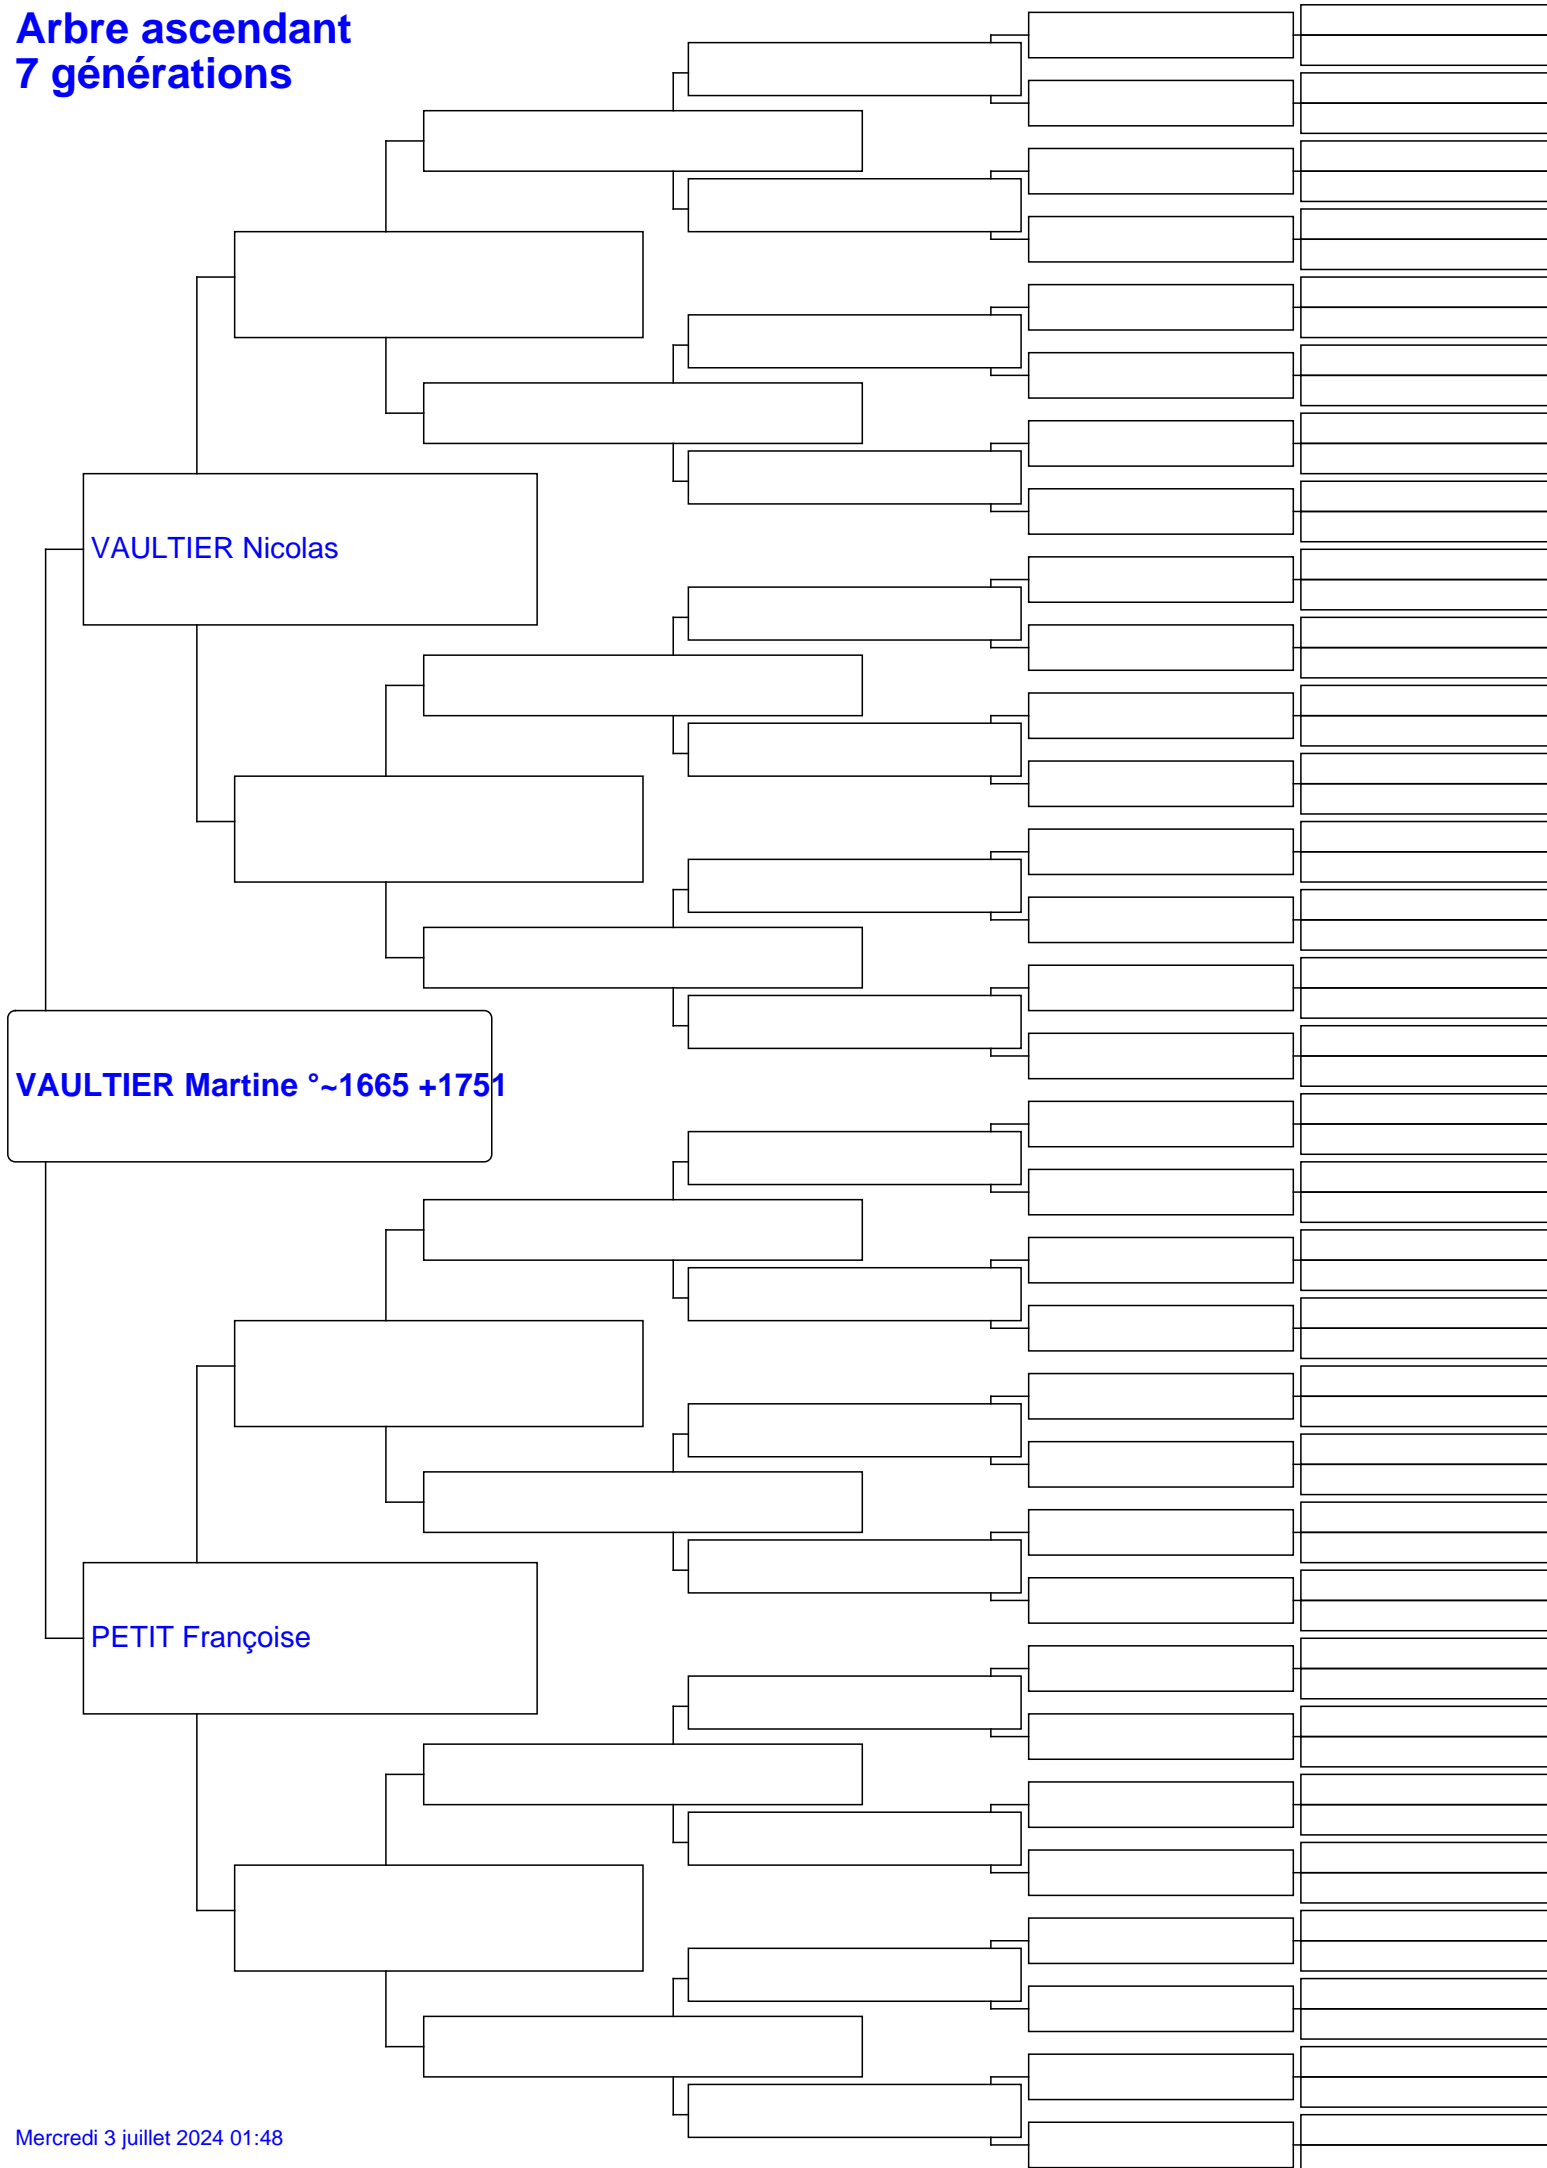 Arbre ascendant
7 générations
VAULTIER Nicolas
VAULTIER Martine °~1665 +1751
PETIT Françoise
Mercredi 3 juillet 2024 01:48